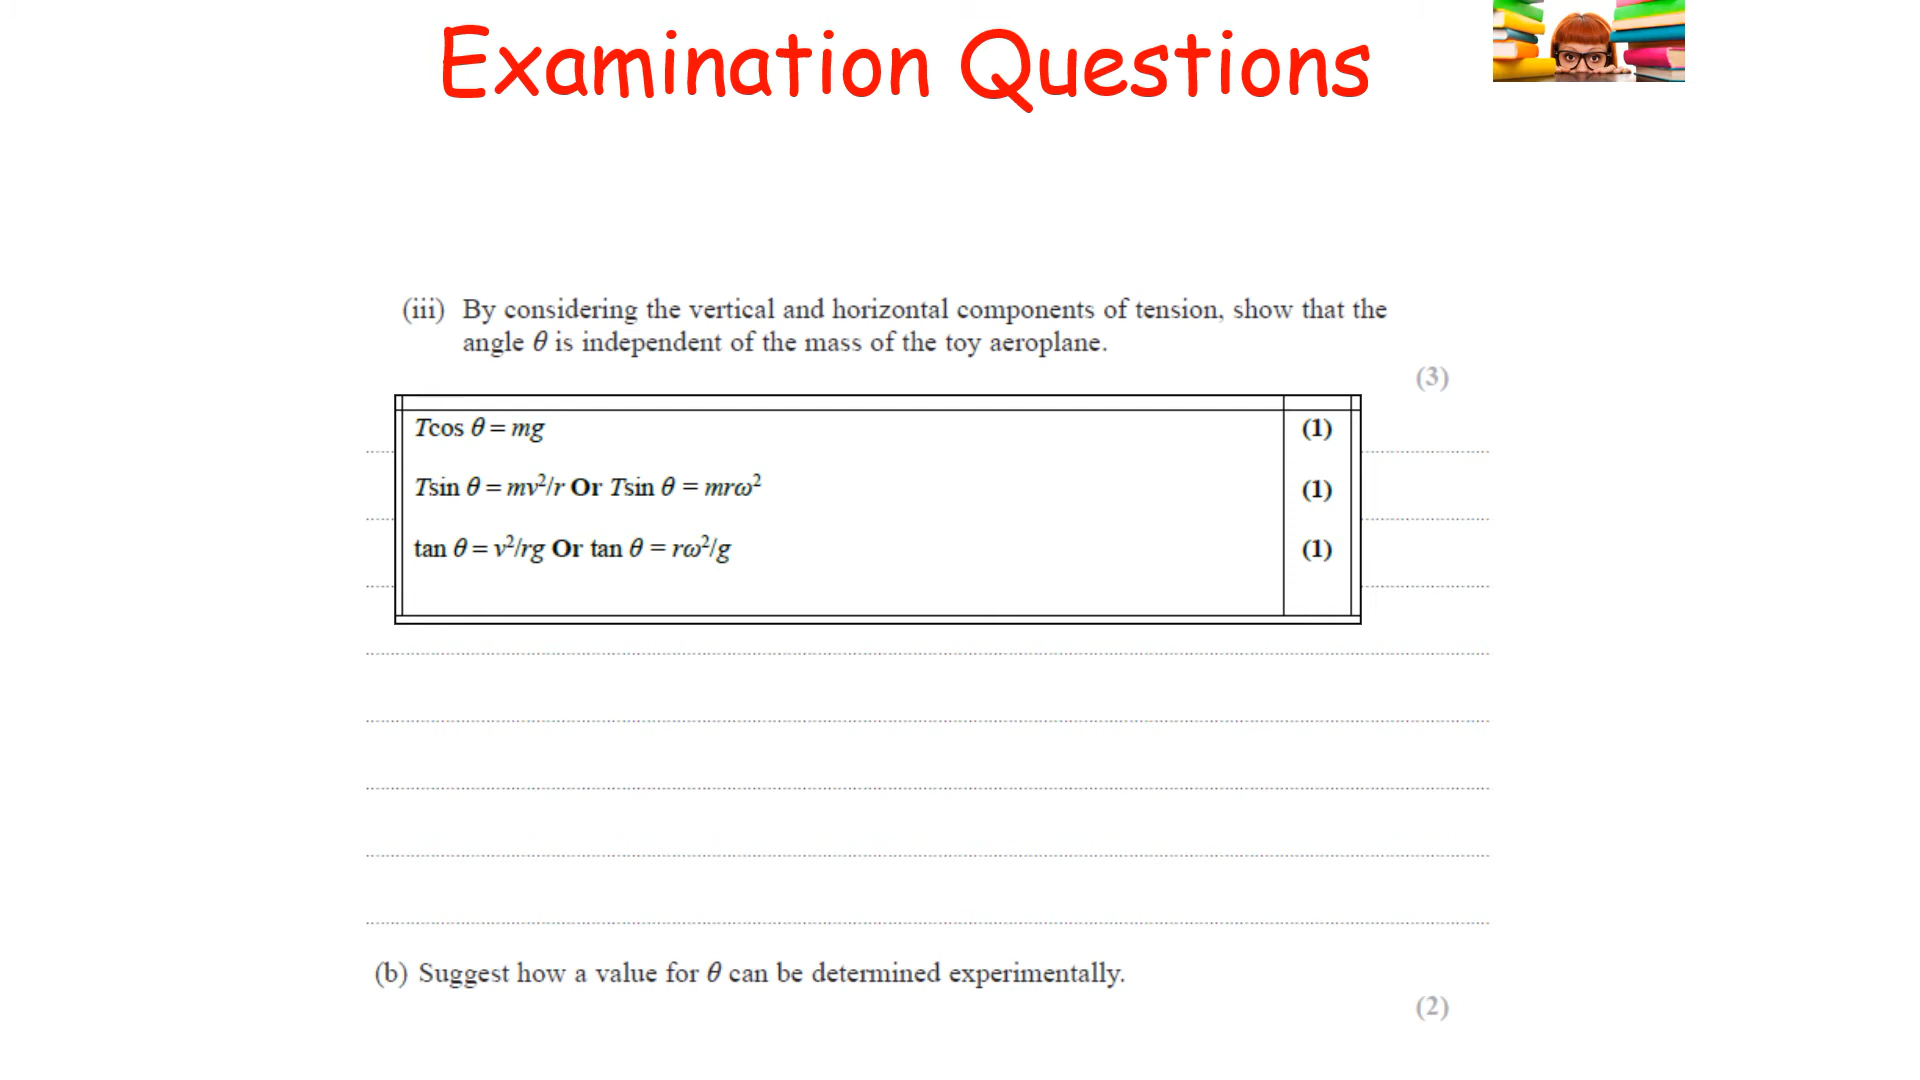 Examination Questions
(iii) By considering the vertical and horizontal components of tension, show that the
angle θ is independent of the mass of the toy aeroplane.
(3)
Tcos θ = mg (1)
Tsin θ = mv²/r Or Tsin θ = mrω² (1)
tan θ = v²/rg Or tan θ = rω²/g (1)
(b) Suggest how a value for θ can be determined experimentally.
(2)